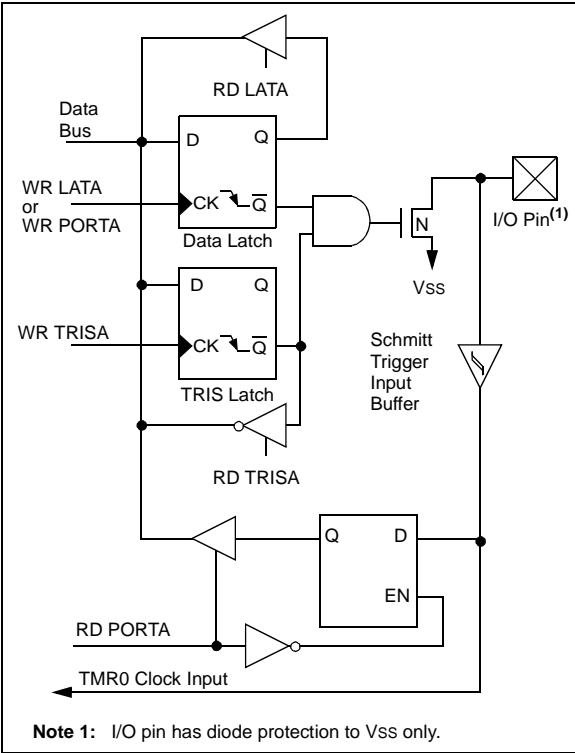 RD LATA
Data
Bus
D Q
WR LATA
or
WR PORTA
CK Q
Data Latch
N
I/O Pin(1)
VSS
D Q
WR TRISA
CK Q
TRIS Latch
Schmitt
Trigger
Input
Buffer
RD TRISA
Q D
EN
RD PORTA
TMR0 Clock Input
Note 1: I/O pin has diode protection to VSS only.